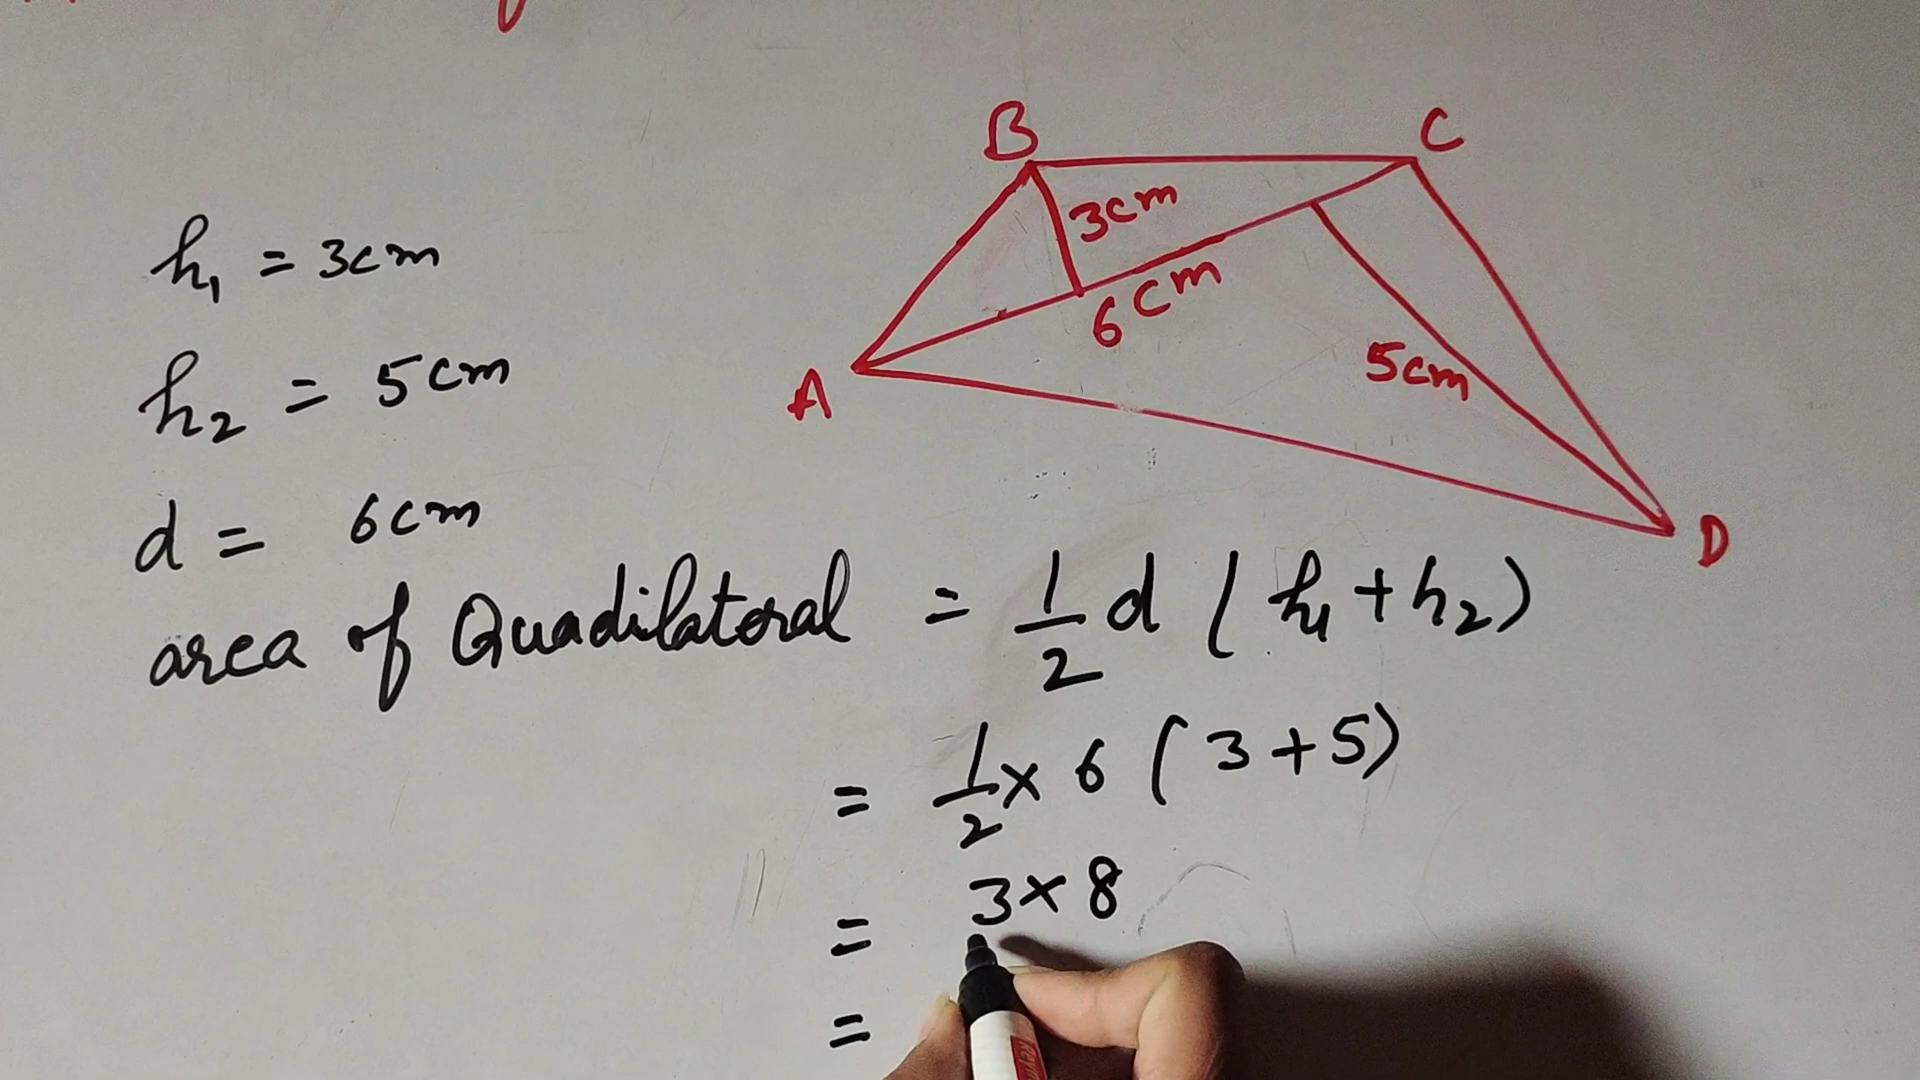 B
C
3cm
6cm
5cm
A
D
h1 = 3cm
h2 = 5cm
d = 6cm
area of Quadilatoral = 1/2 d (h1 + h2)
= 1/2 × 6 (3 + 5)
= 3 × 8
=